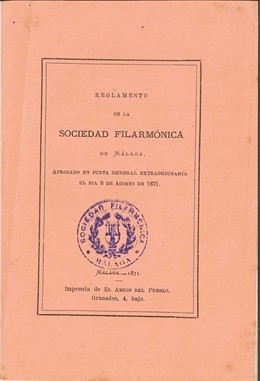 REGLAMENTO
DE LA
SOCIEDAD FILARMÓNICA
DE MÁLAGA.
APROBADO EN JUNTA GENERAL EXTRAORDINARIA
EL DIA 5 DE AGOSTO DE 1871.
SOCIEDAD FILARMÓNICA
MÁLAGA
MÁLAGA.—1871.
Imprenta de EL AMIGO DEL PUEBLO.
Granados, 4, bajo.